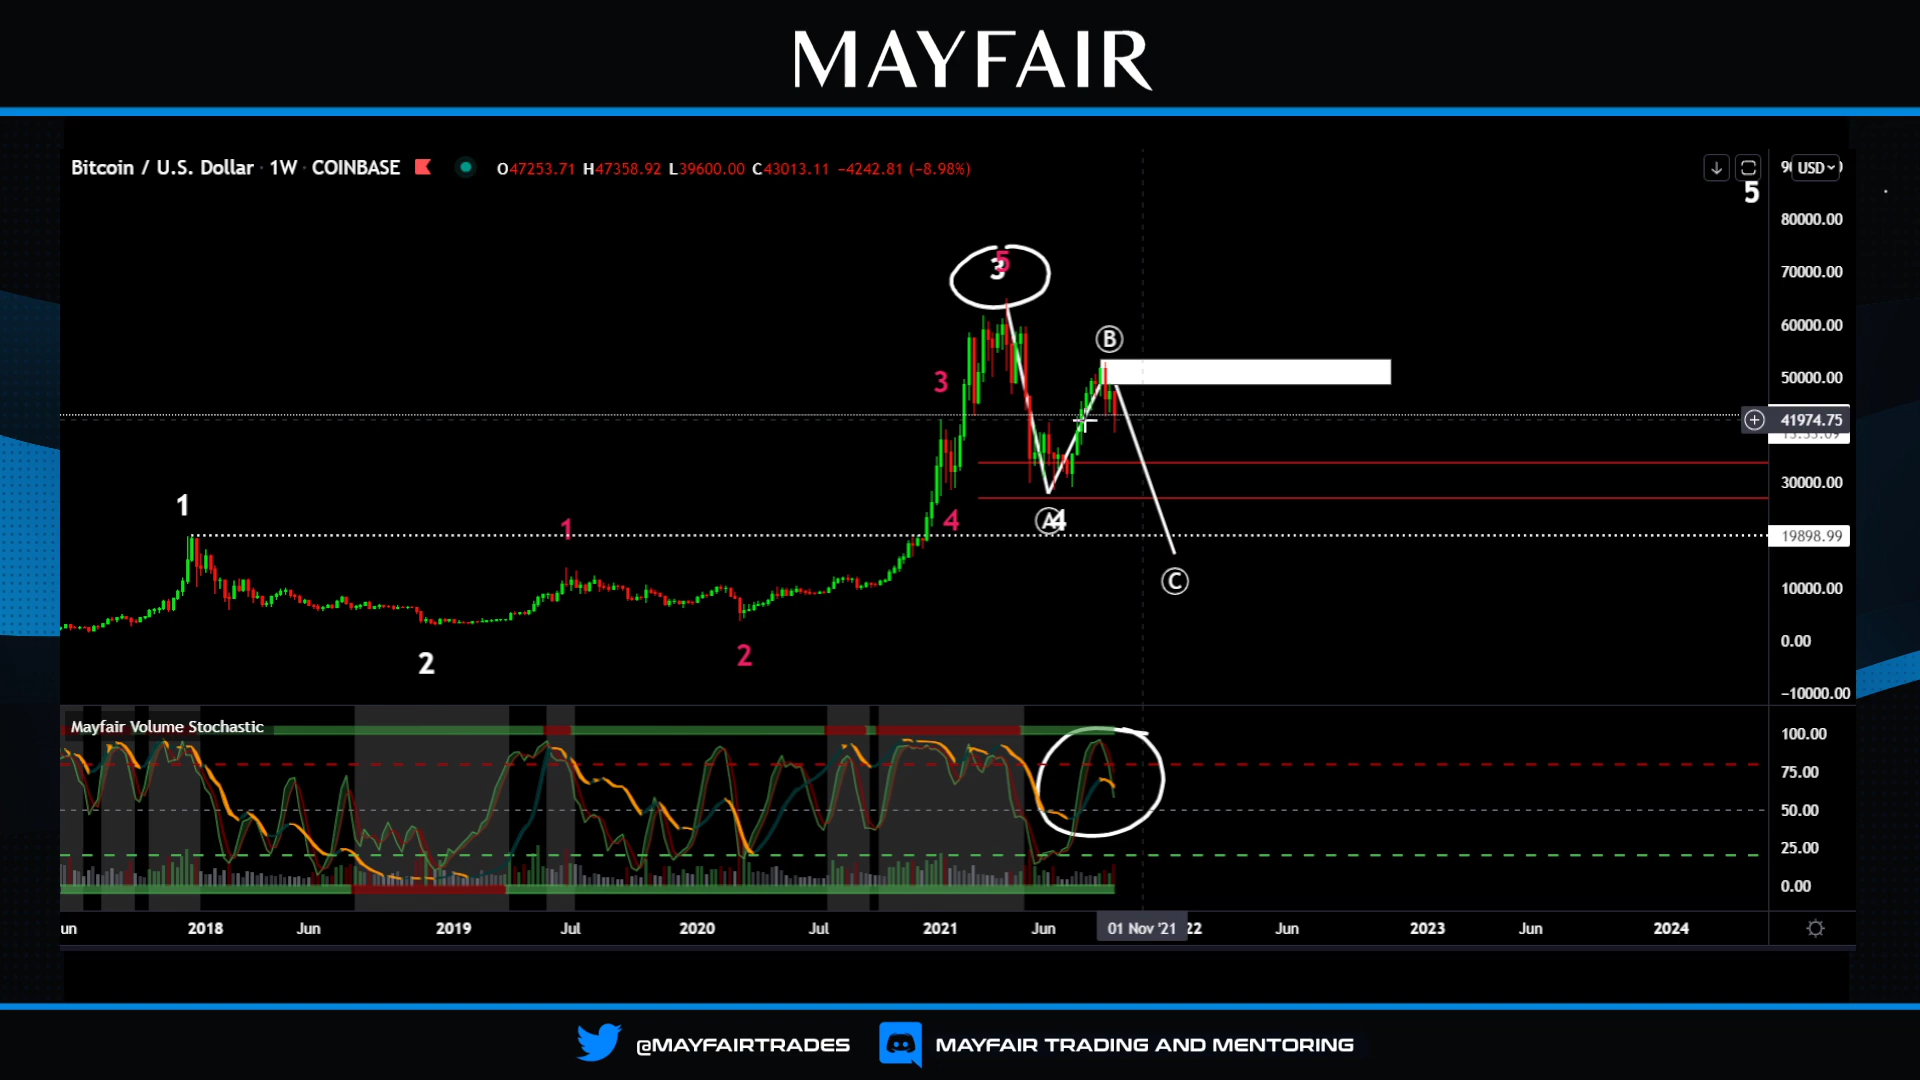 MAYFAIR
Bitcoin / U.S. Dollar · 1W · COINBASE O47253.71 H47358.92 L39600.00 C43013.11 −4242.81 (−8.98%)
USD
5
80000.00
70000.00
5
3
60000.00
B
50000.00
3
41974.75
30000.00
1
1
4
A
4
19898.99
C
10000.00
0.00
2
2
−10000.00
Mayfair Volume Stochastic
100.00
75.00
50.00
25.00
0.00
2018 Jun 2019 Jul 2020 Jul 2021 Jun 01 Nov '21 22 Jun 2023 Jun 2024
@MAYFAIRTRADES MAYFAIR TRADING AND MENTORING